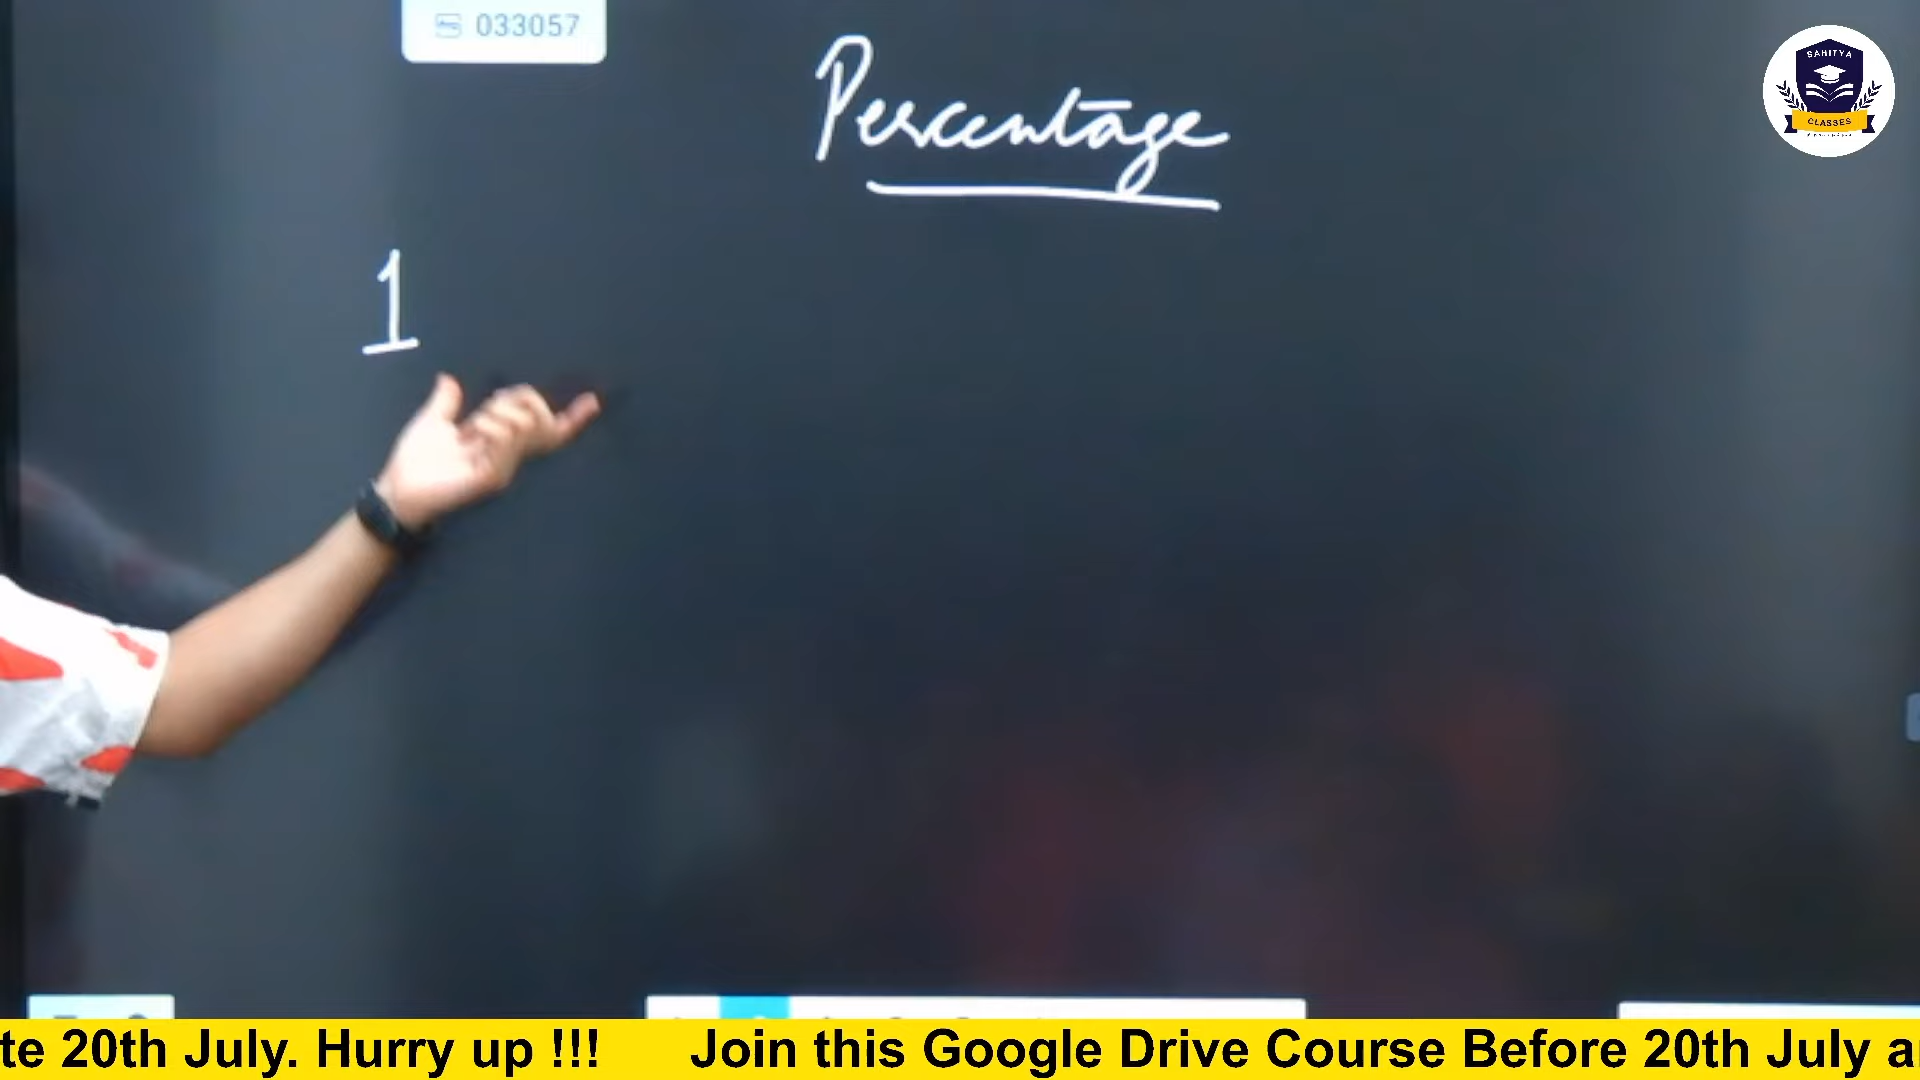 033057
Percentage
SAHITYA
CLASSES
1
te 20th July. Hurry up !!! Join this Google Drive Course Before 20th July a